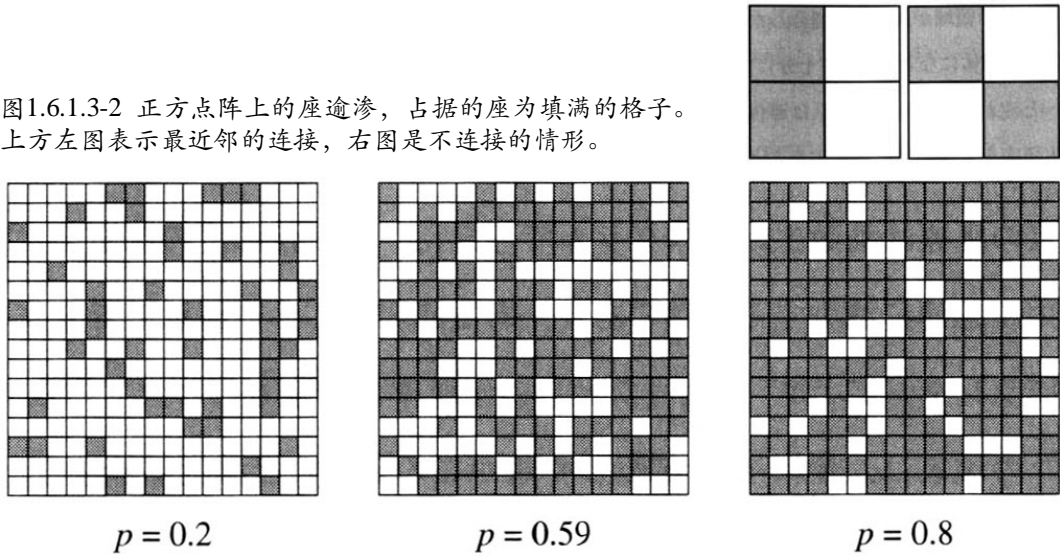 图1.6.1.3-2 正方点阵上的座逾渗，占据的座为填满的格子。
上方左图表示最近邻的连接，右图是不连接的情形。
p = 0.2
p = 0.59
p = 0.8